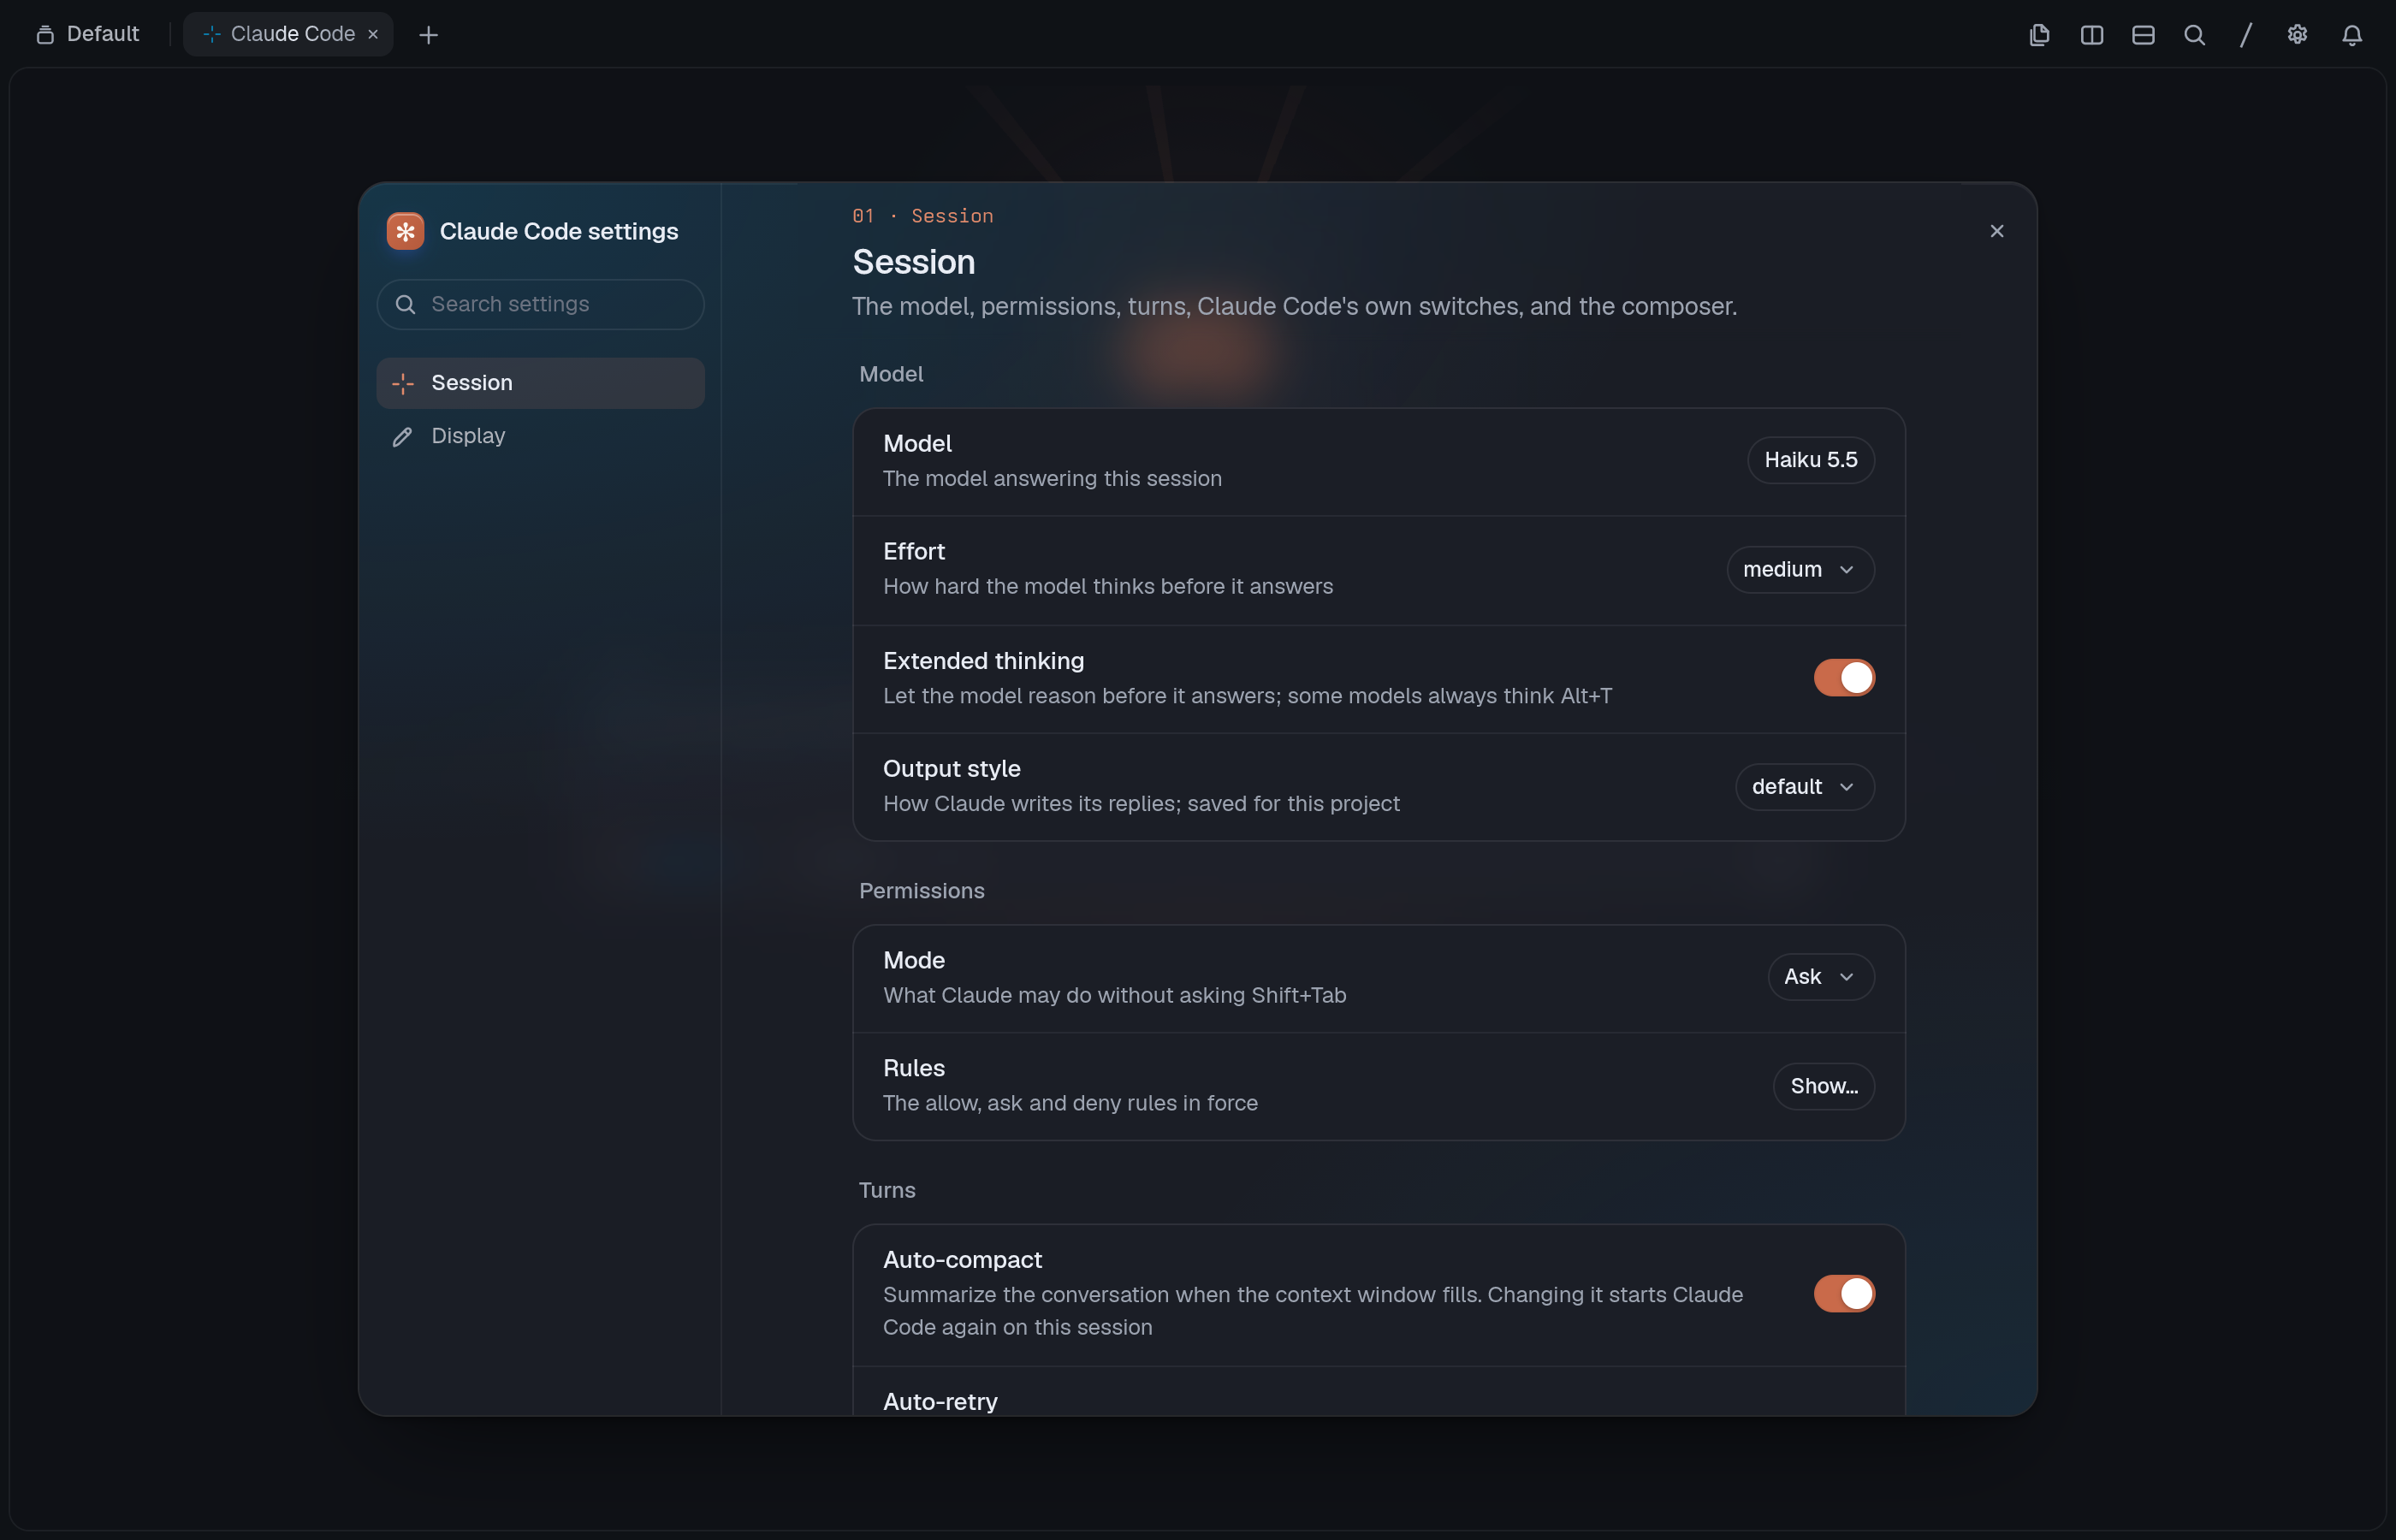 Default
Claude Code
Claude Code settings
Search settings
Session
Display
01 · Session
Session
The model, permissions, turns, Claude Code's own switches, and the composer.
Model
Model
The model answering this session
Haiku 5.5
Effort
How hard the model thinks before it answers
medium
Extended thinking
Let the model reason before it answers; some models always think Alt+T
Output style
How Claude writes its replies; saved for this project
default
Permissions
Mode
What Claude may do without asking Shift+Tab
Ask
Rules
The allow, ask and deny rules in force
Show...
Turns
Auto-compact
Summarize the conversation when the context window fills. Changing it starts Claude
Code again on this session
Auto-retry